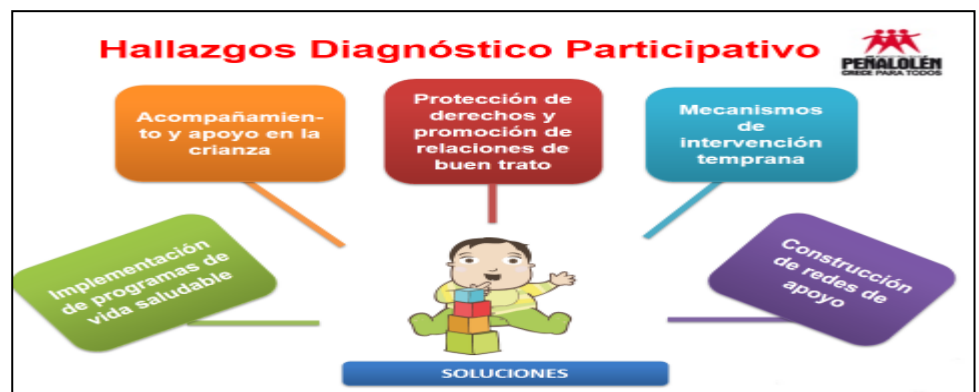 Hallazgos Diagnóstico Participativo
PEÑALOLÉN
CRECE PARA TODOS
Acompañamien-
to y apoyo en la
crianza
Protección de
derechos y
promoción de
relaciones de
buen trato
Mecanismos
de
intervención
temprana
Implementación
de programas de
vida saludable
Construcción
de redes de
apoyo
SOLUCIONES